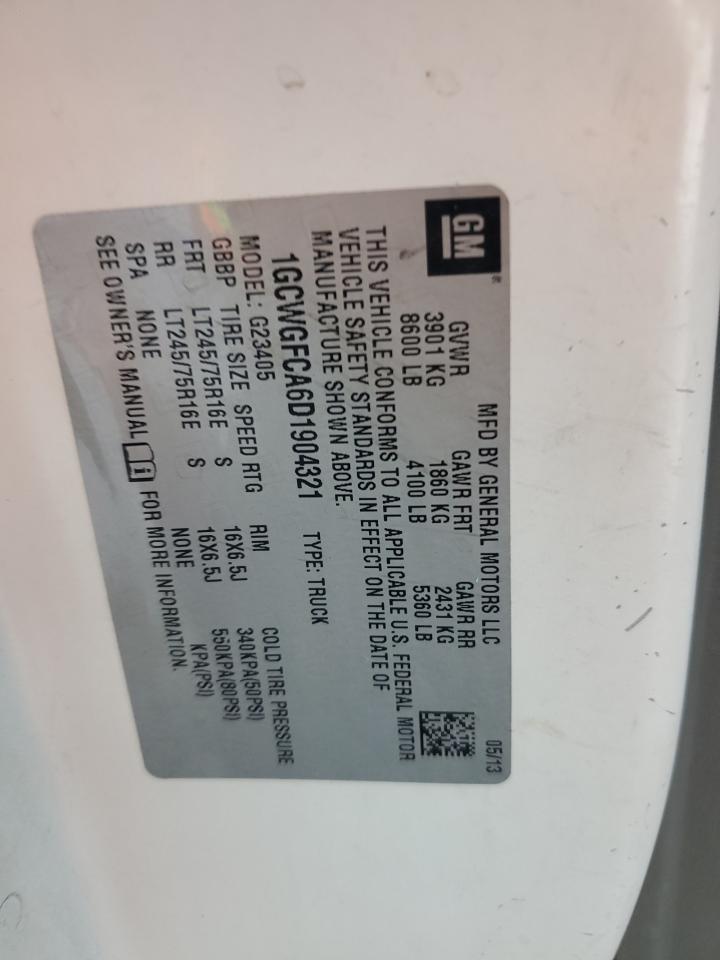 GM®
MFD BY GENERAL MOTORS LLC 05/13
GVWR GAWR FRT GAWR RR
3901 KG 1860 KG 2431 KG
8600 LB 4100 LB 5360 LB
THIS VEHICLE CONFORMS TO ALL APPLICABLE U.S. FEDERAL MOTOR
VEHICLE SAFETY STANDARDS IN EFFECT ON THE DATE OF
MANUFACTURE SHOWN ABOVE.
1GCWGFCA6D1904321 TYPE: TRUCK
MODEL: G23405
GBBP TIRE SIZE SPEED RTG RIM COLD TIRE PRESSURE
FRT LT245/75R16E S 16X6.5J 340KPA(50PSI)
RR LT245/75R16E S 16X6.5J 550KPA(80PSI)
SPA NONE NONE KPA(PSI)
SEE OWNER'S MANUAL i FOR MORE INFORMATION.